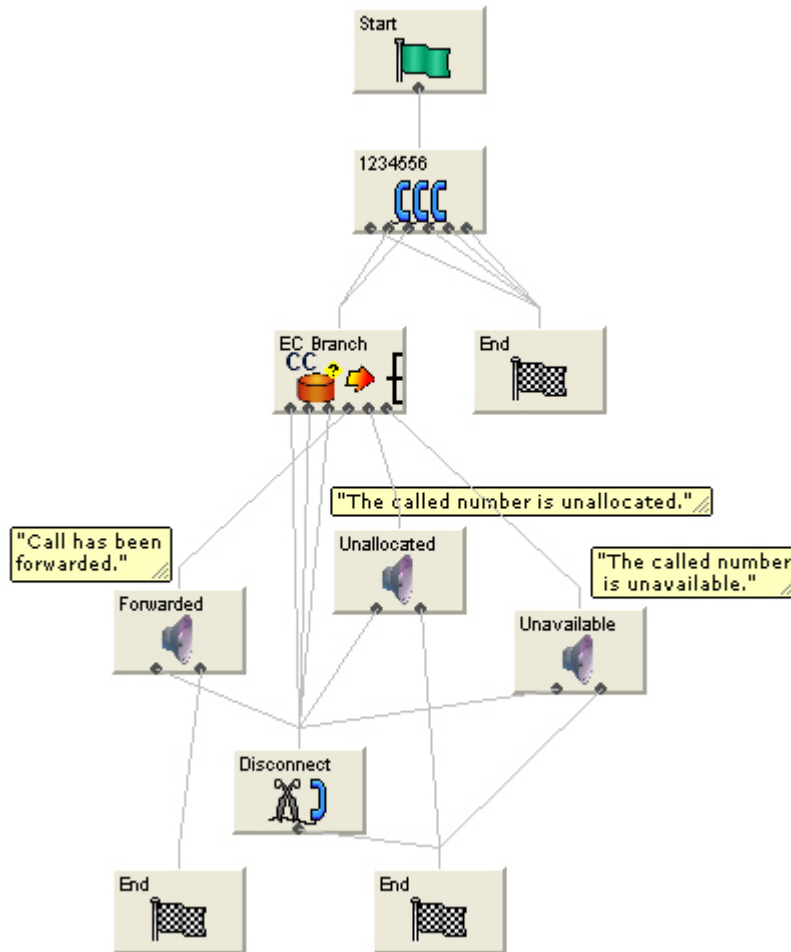 Start
1234556
EC Branch
CC
?
End
"The called number is unallocated."
"Call has been
forwarded."
Unallocated
"The called number
is unavailable."
Forwarded
Unavailable
Disconnect
End
End